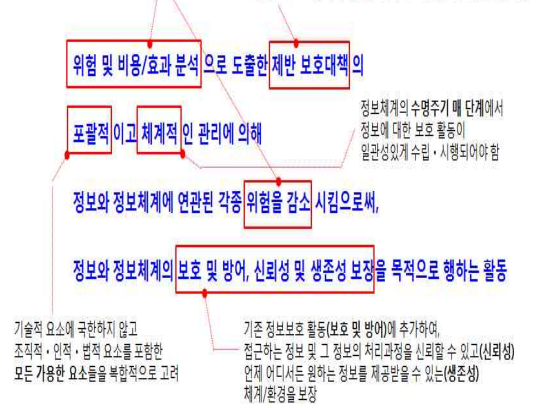 위험 및 비용/효과 분석 으로 도출한 제반 보호대책 의
정보체계의 수명주기 매 단계에서
정보에 대한 보호 활동이
일관성있게 수립·시행되어야 함
포괄적 이고 체계적 인 관리에 의해
정보와 정보체계에 연관된 각종 위험을 감소 시킴으로써,
정보와 정보체계의 보호 및 방어, 신뢰성 및 생존성 보장을 목적으로 행하는 활동
기술적 요소에 국한하지 않고
조직적·인적·법적 요소를 포함한
모든 가용한 요소들을 복합적으로 고려
기존 정보보호 활동(보호 및 방어)에 추가하여,
접근하는 정보 및 그 정보의 처리과정을 신뢰할 수 있고(신뢰성)
언제 어디서든 원하는 정보를 제공받을 수 있는(생존성)
체계/환경을 보장